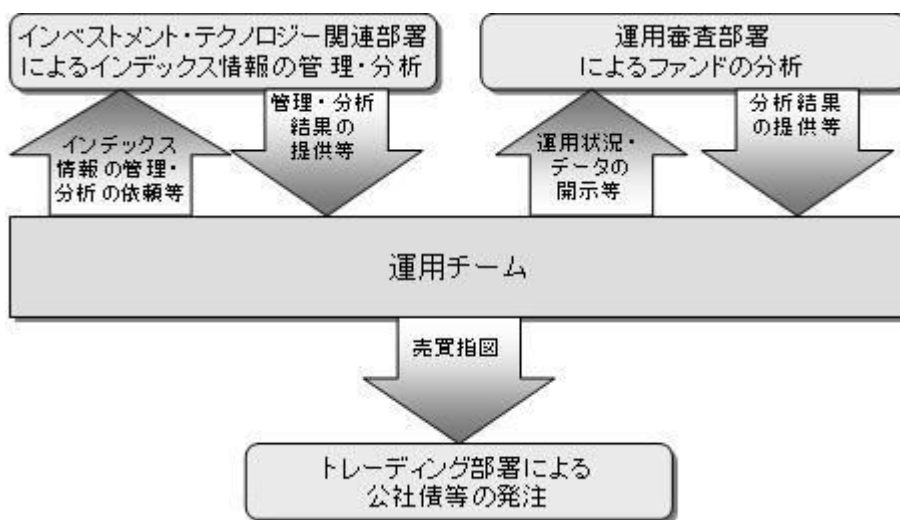 インベストメント・テクノロジー関連部署
によるインデックス情報の管理・分析
運用審査部署
によるファンドの分析
インデックス
情報の管理・
分析の依頼等
管理・分析
結果の
提供等
運用状況・
データの
開示等
分析結果
の提供等
運用チーム
売買指図
トレーディング部署による
公社債等の発注